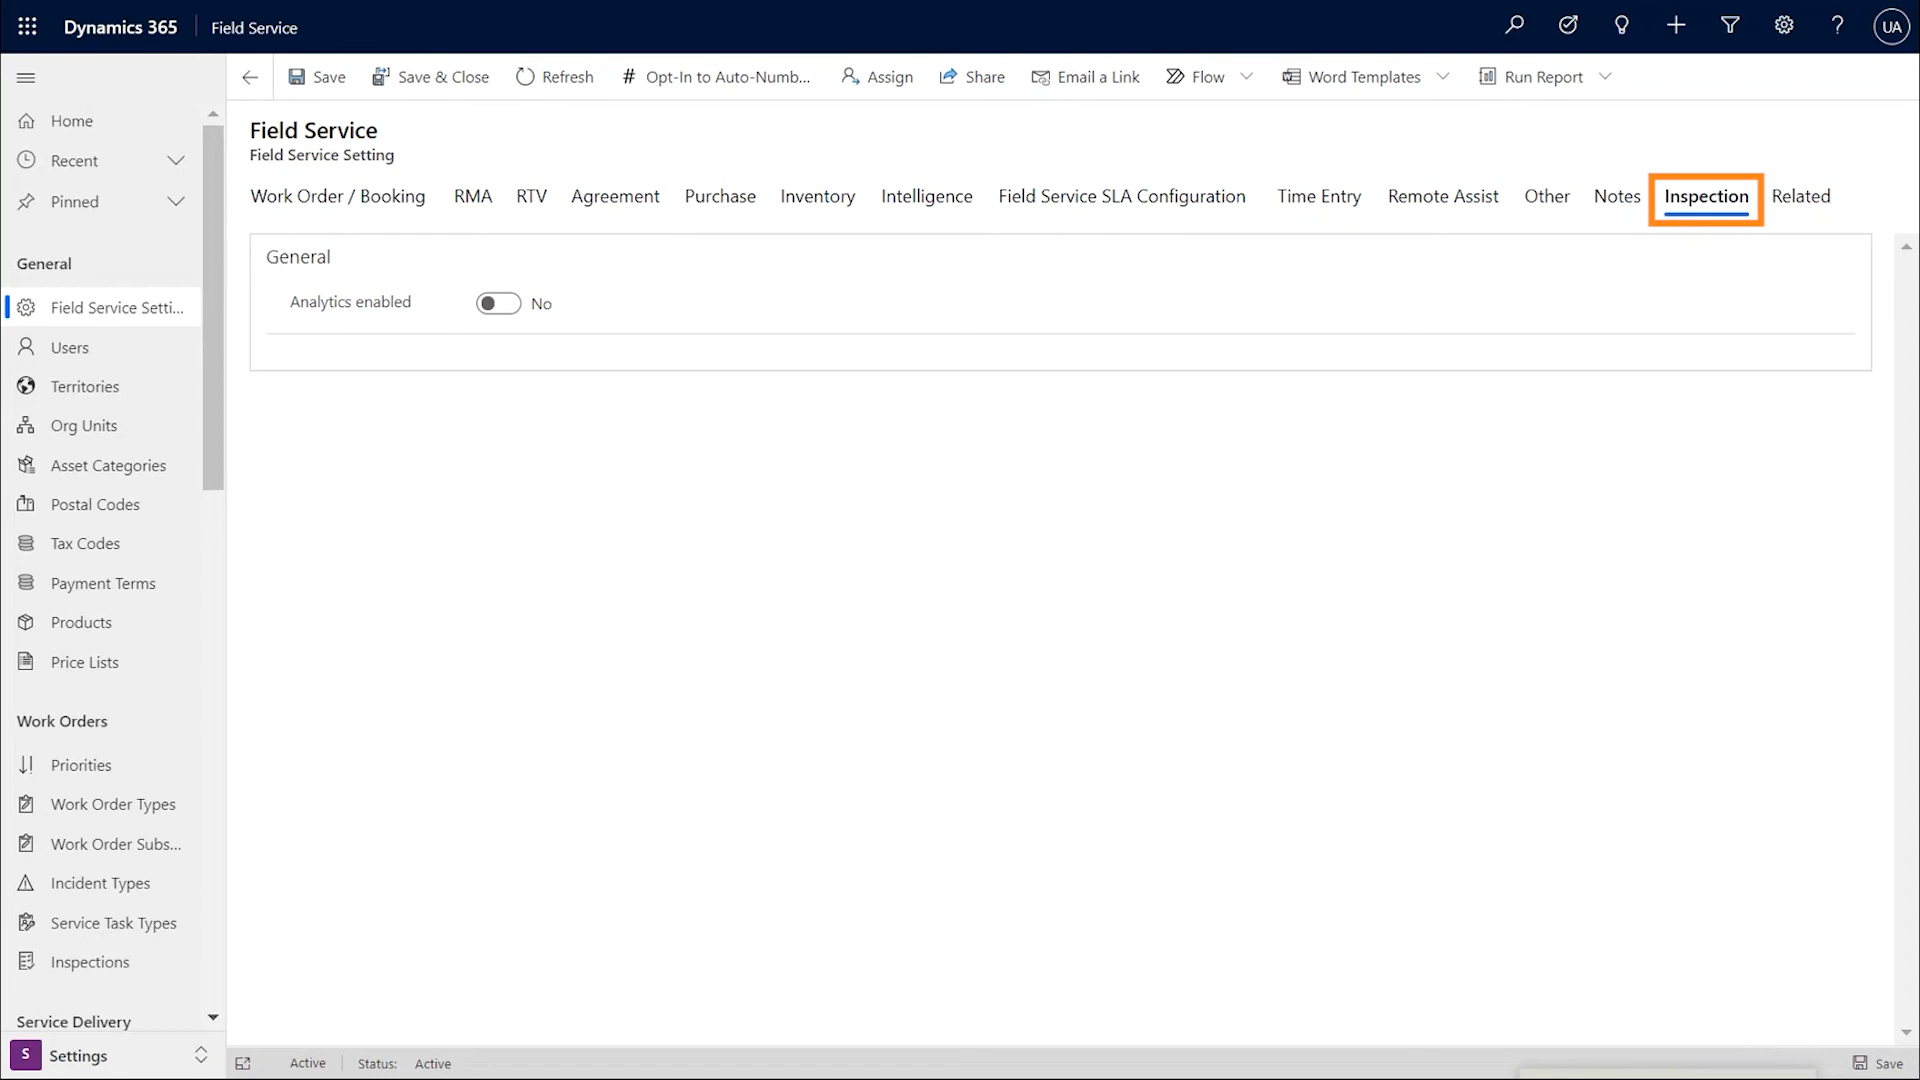 Dynamics 365 Field Service UA
Save Save & Close Refresh # Opt-In to Auto-Numb... Assign Share Email a Link Flow Word Templates Run Report
Home
Recent
Pinned
General
Field Service Setti...
Users
Territories
Org Units
Asset Categories
Postal Codes
Tax Codes
Payment Terms
Products
Price Lists
Work Orders
Priorities
Work Order Types
Work Order Subs...
Incident Types
Service Task Types
Inspections
Service Delivery
S Settings
Field Service
Field Service Setting
Work Order / Booking RMA RTV Agreement Purchase Inventory Intelligence Field Service SLA Configuration Time Entry Remote Assist Other Notes Inspection Related
General
Analytics enabled No
Active Status: Active Save